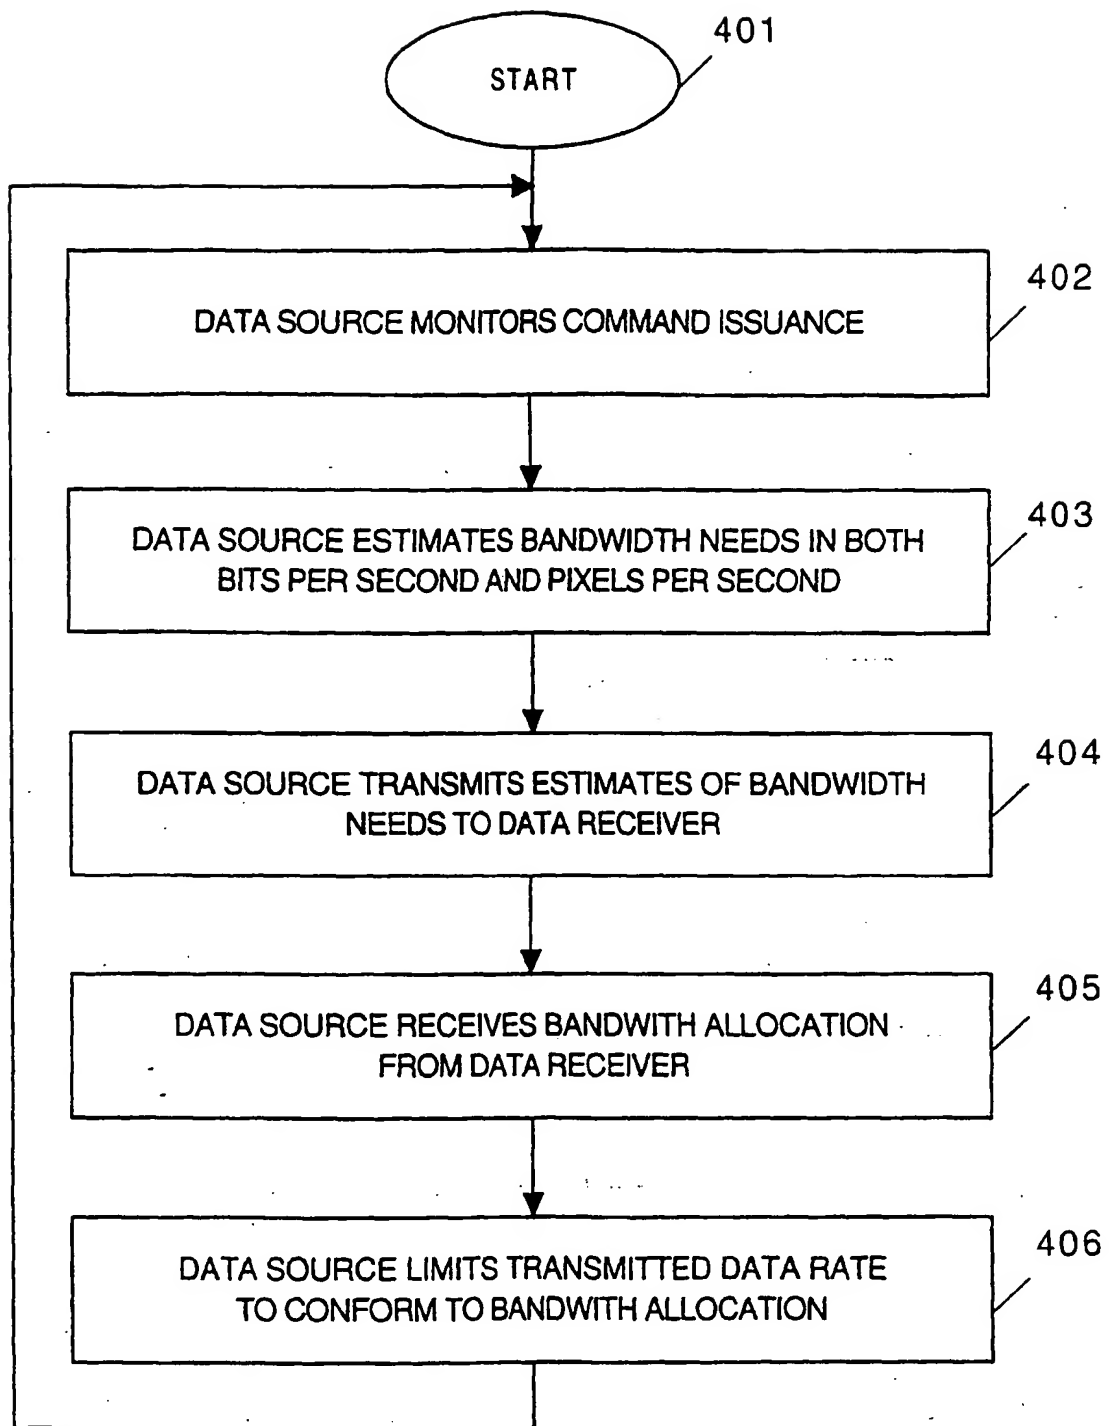 401
START
402
DATA SOURCE MONITORS COMMAND ISSUANCE
403
DATA SOURCE ESTIMATES BANDWIDTH NEEDS IN BOTH
BITS PER SECOND AND PIXELS PER SECOND
404
DATA SOURCE TRANSMITS ESTIMATES OF BANDWIDTH
NEEDS TO DATA RECEIVER
405
DATA SOURCE RECEIVES BANDWITH ALLOCATION
FROM DATA RECEIVER
406
DATA SOURCE LIMITS TRANSMITTED DATA RATE
TO CONFORM TO BANDWITH ALLOCATION